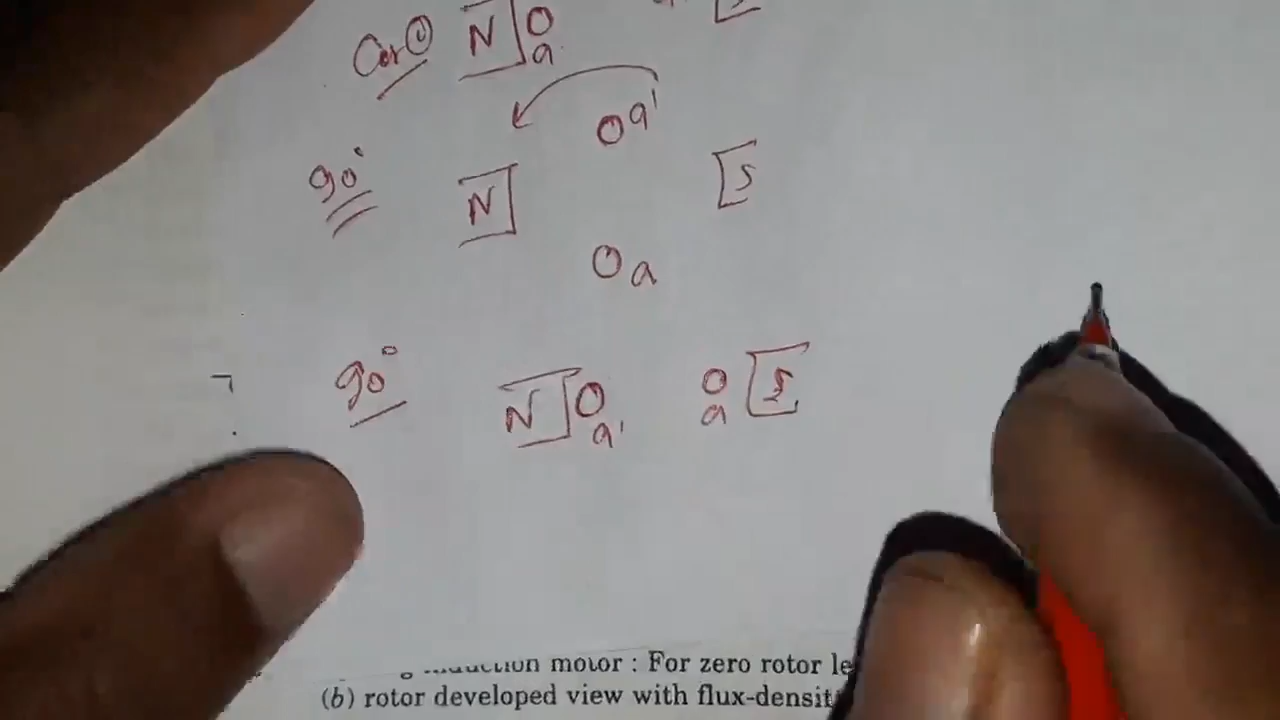 N O
a
O a'
90° N S
O a
90° N O O S
a' a
induction motor : For zero rotor le
(b) rotor developed view with flux-densit